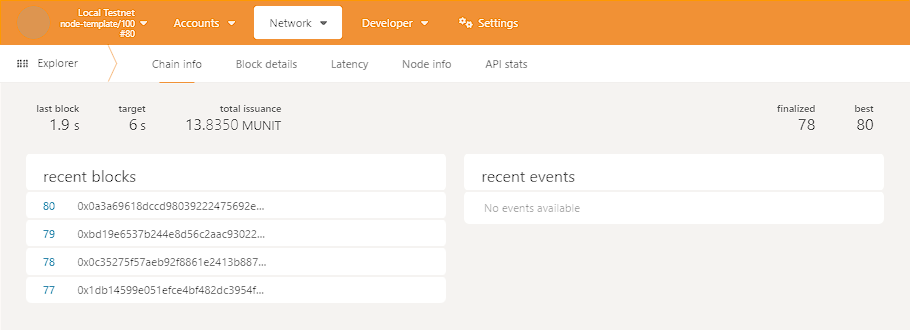 Local Testnet
node-template/100
#80
Accounts
Network
Developer
Settings
Explorer
Chain info
Block details
Latency
Node info
API stats
last block
target
total issuance
finalized
best
1.9 s
6 s
13.8350 MUNIT
78
80
recent blocks
80 0x0a3a69618dccd98039222475692e...
79 0xbd19e6537b244e8d56c2aac93022...
78 0x0c35275f57aeb92f8861e2413b887...
77 0x1db14599e051efce4bf482dc3954f...
recent events
No events available